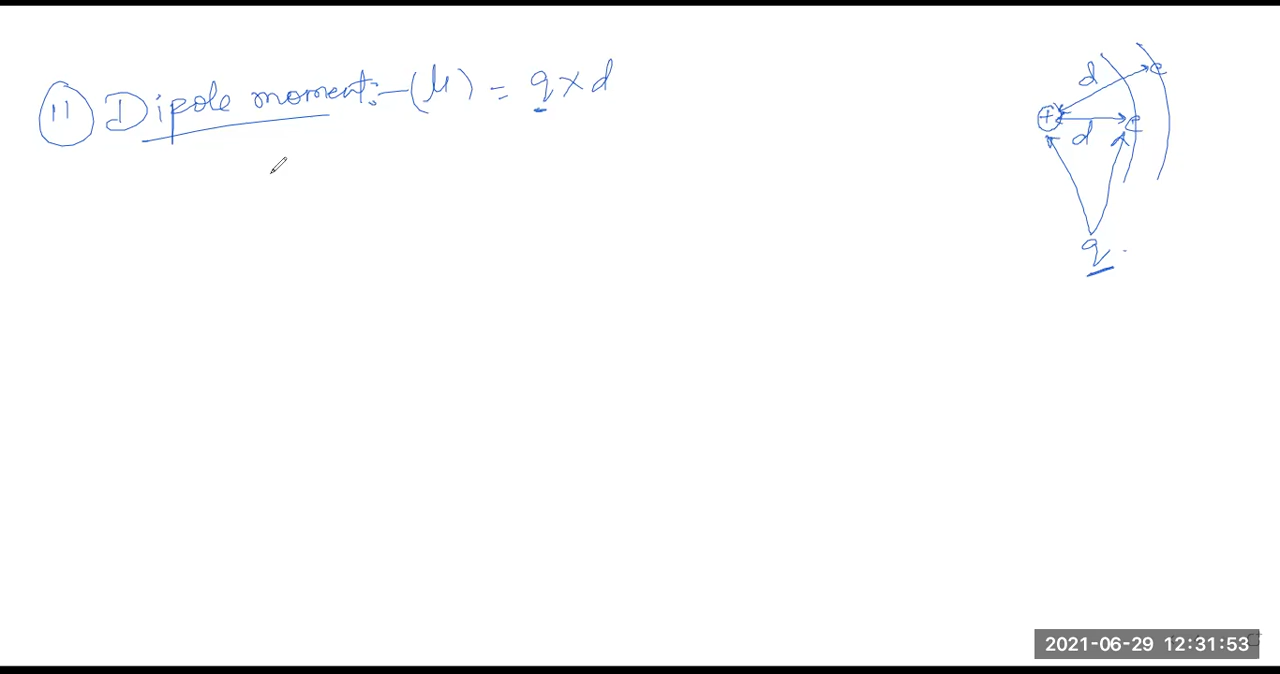 11 Dipole moment:- (μ) = q × d
d
e
+
e
d
q
2021-06-29 12:31:53